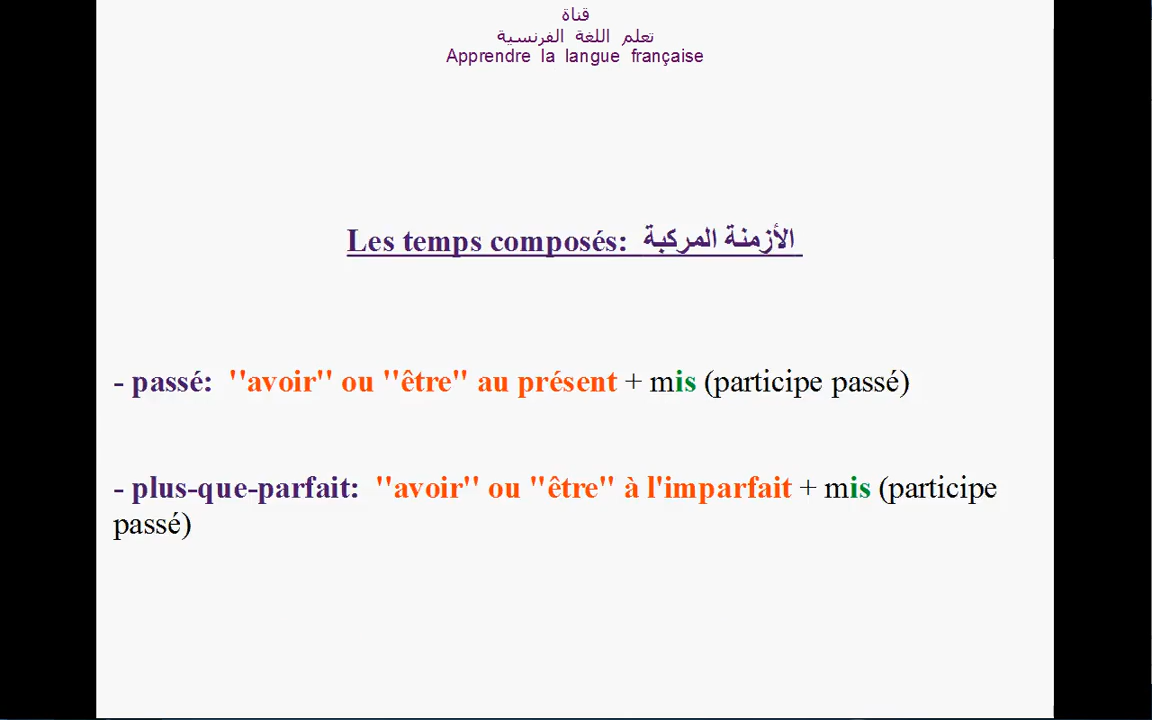 قناة
تعلم اللغة الفرنسية
Apprendre la langue française
Les temps composés: الأزمنة المركبة
- passé: ''avoir'' ou ''être'' au présent + mis (participe passé)
- plus-que-parfait: ''avoir'' ou ''être'' à l'imparfait + mis (participe
passé)